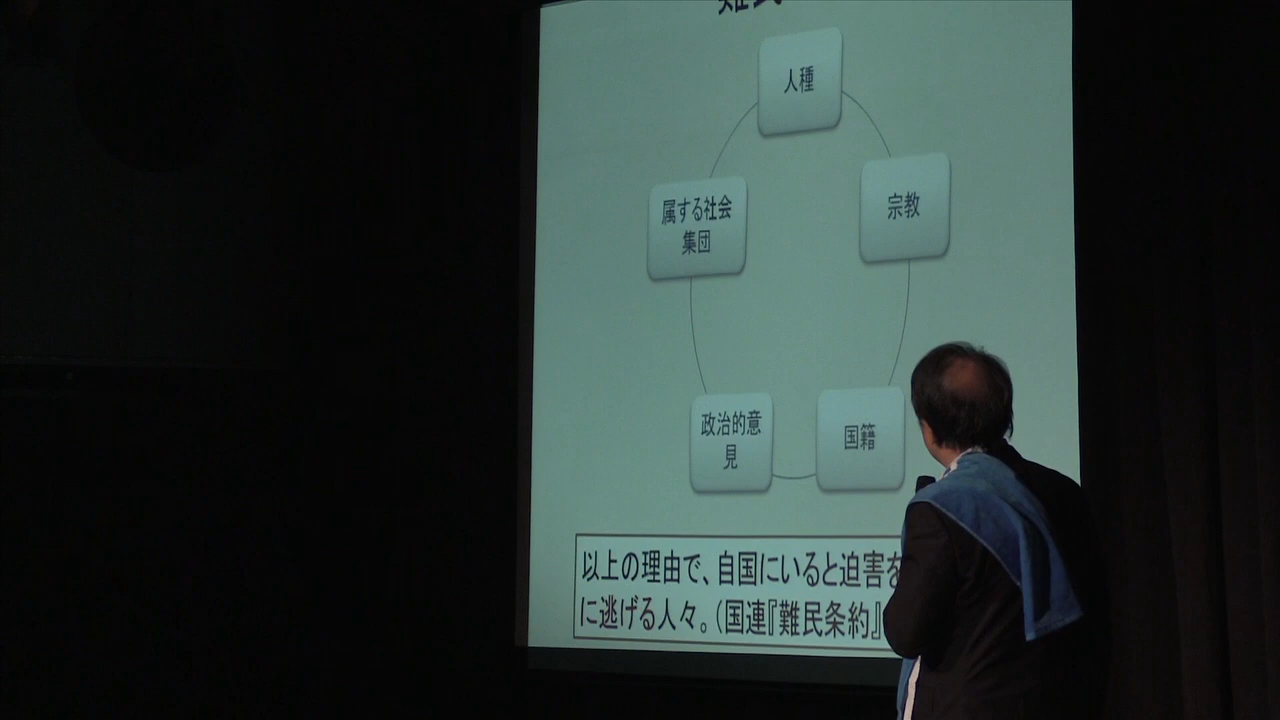 難民
人種
宗教
属する社会
集団
政治的意
見
国籍
以上の理由で、自国にいると迫害を
に逃げる人々。(国連『難民条約』